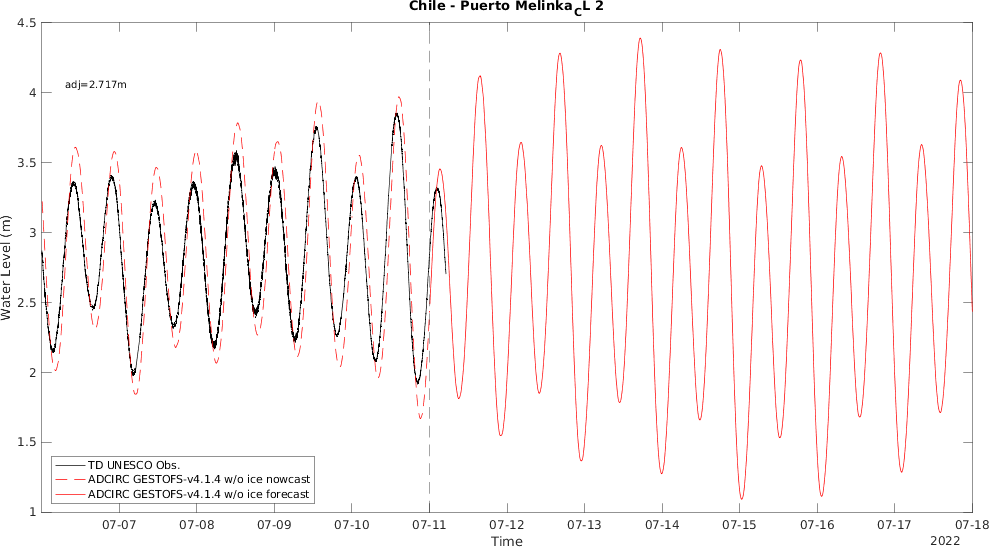 Chile - Puerto Melinka_CL 2
4.5
4
3.5
3
2.5
2
1.5
1
Water Level (m)
adj=2.717m
TD UNESCO Obs.
ADCIRC GESTOFS-v4.1.4 w/o ice nowcast
ADCIRC GESTOFS-v4.1.4 w/o ice forecast
07-07 07-08 07-09 07-10 07-11 07-12 07-13 07-14 07-15 07-16 07-17 07-18
Time
2022